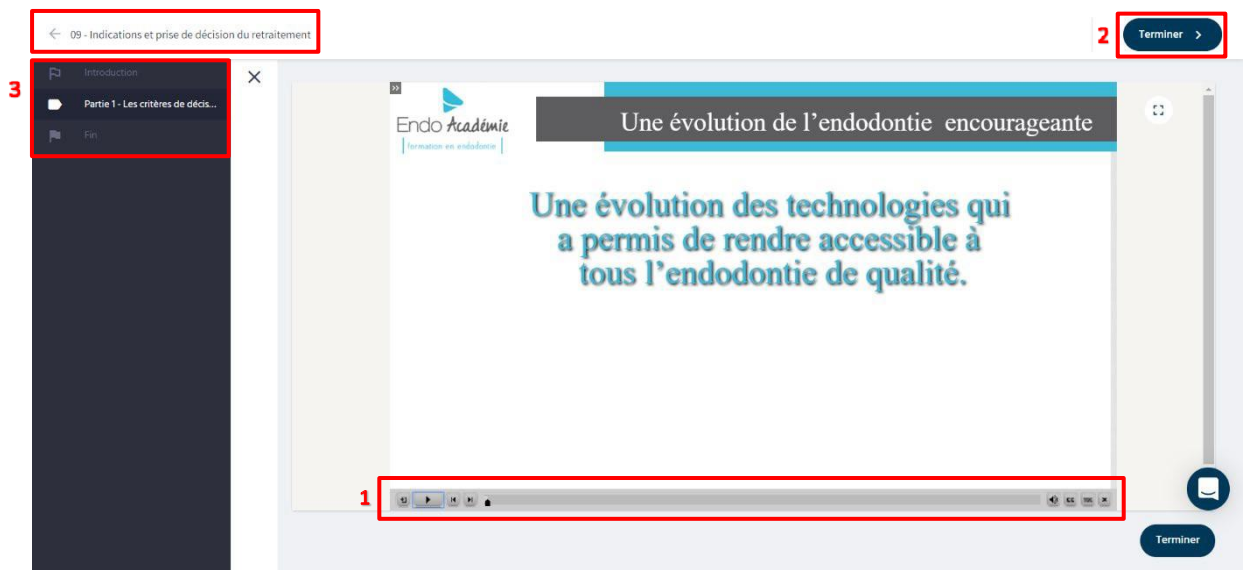 09 - Indications et prise de décision du retraitement
2
Terminer
3
Introduction
Partie 1 - Les critères de décis...
Fin
Endo Académie
formation en endodontie
Une évolution de l’endodontie encourageante
Une évolution des technologies qui
a permis de rendre accessible à
tous l’endodontie de qualité.
1
CC
TOC
Terminer